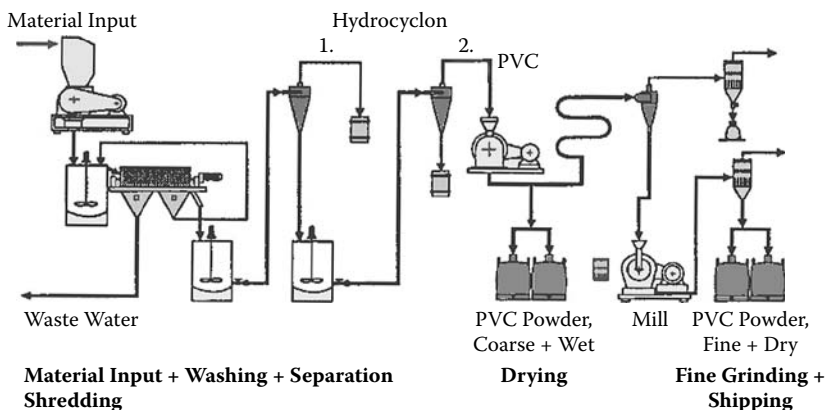 Material Input
Hydrocyclon
1.
2.
PVC
Waste Water
PVC Powder,
Coarse + Wet
Mill
PVC Powder,
Fine + Dry
Material Input + Washing + Separation
Shredding
Drying
Fine Grinding +
Shipping